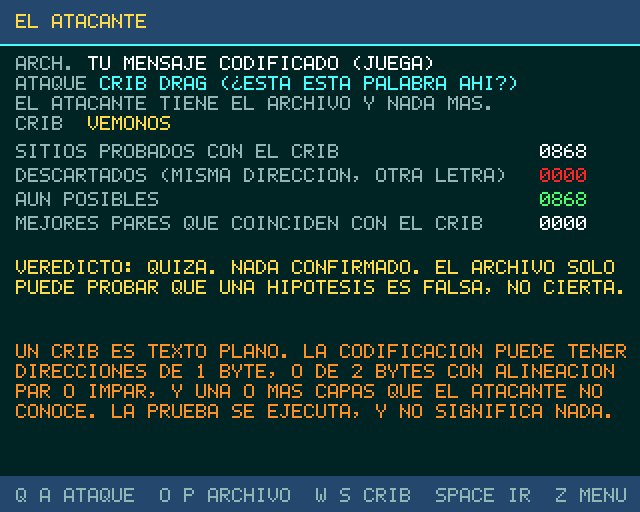 EL ATACANTE
ARCH. TU MENSAJE CODIFICADO (JUEGA)
ATAQUE CRIB DRAG (¿ESTA ESTA PALABRA AHI?)
EL ATACANTE TIENE EL ARCHIVO Y NADA MAS.
CRIB VEMONOS
SITIOS PROBADOS CON EL CRIB 0868
DESCARTADOS (MISMA DIRECCION, OTRA LETRA) 0000
AUN POSIBLES 0868
MEJORES PARES QUE COINCIDEN CON EL CRIB 0000
VEREDICTO: QUIZA. NADA CONFIRMADO. EL ARCHIVO SOLO
PUEDE PROBAR QUE UNA HIPOTESIS ES FALSA, NO CIERTA.
UN CRIB ES TEXTO PLANO. LA CODIFICACION PUEDE TENER
DIRECCIONES DE 1 BYTE, O DE 2 BYTES CON ALINEACION
PAR O IMPAR, Y UNA O MAS CAPAS QUE EL ATACANTE NO
CONOCE. LA PRUEBA SE EJECUTA, Y NO SIGNIFICA NADA.
Q A ATAQUE O P ARCHIVO W S CRIB SPACE IR Z MENU